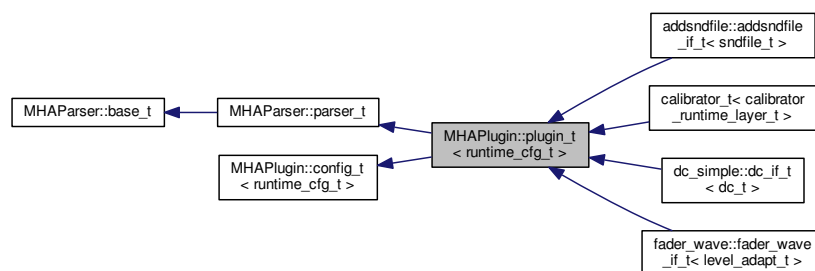 MHAParser::base_t
MHAParser::parser_t
MHAPlugin::config_t
< runtime_cfg_t >
MHAPlugin::plugin_t
< runtime_cfg_t >
addsndfile::addsndfile
_if_t< sndfile_t >
calibrator_t< calibrator
_runtime_layer_t >
dc_simple::dc_if_t
< dc_t >
fader_wave::fader_wave
_if_t< level_adapt_t >